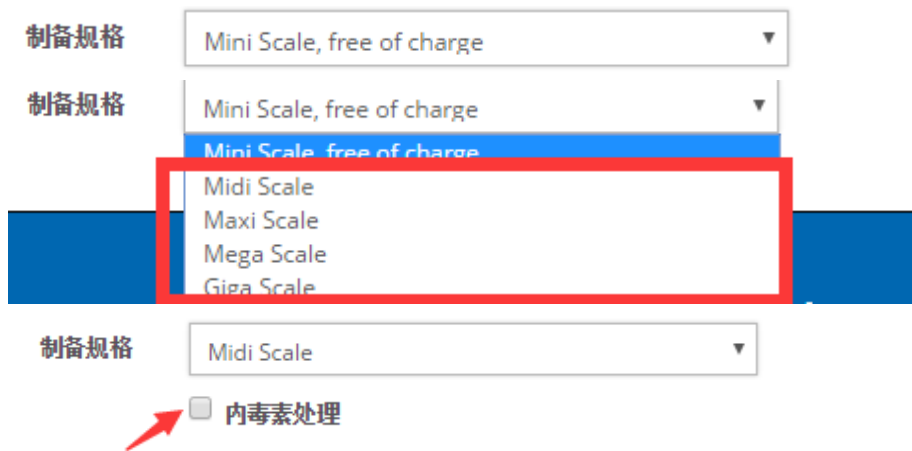 制备规格 Mini Scale, free of charge
制备规格 Mini Scale, free of charge
Mini Scale, free of charge
Midi Scale
Maxi Scale
Mega Scale
Giga Scale
制备规格 Midi Scale
内毒素处理